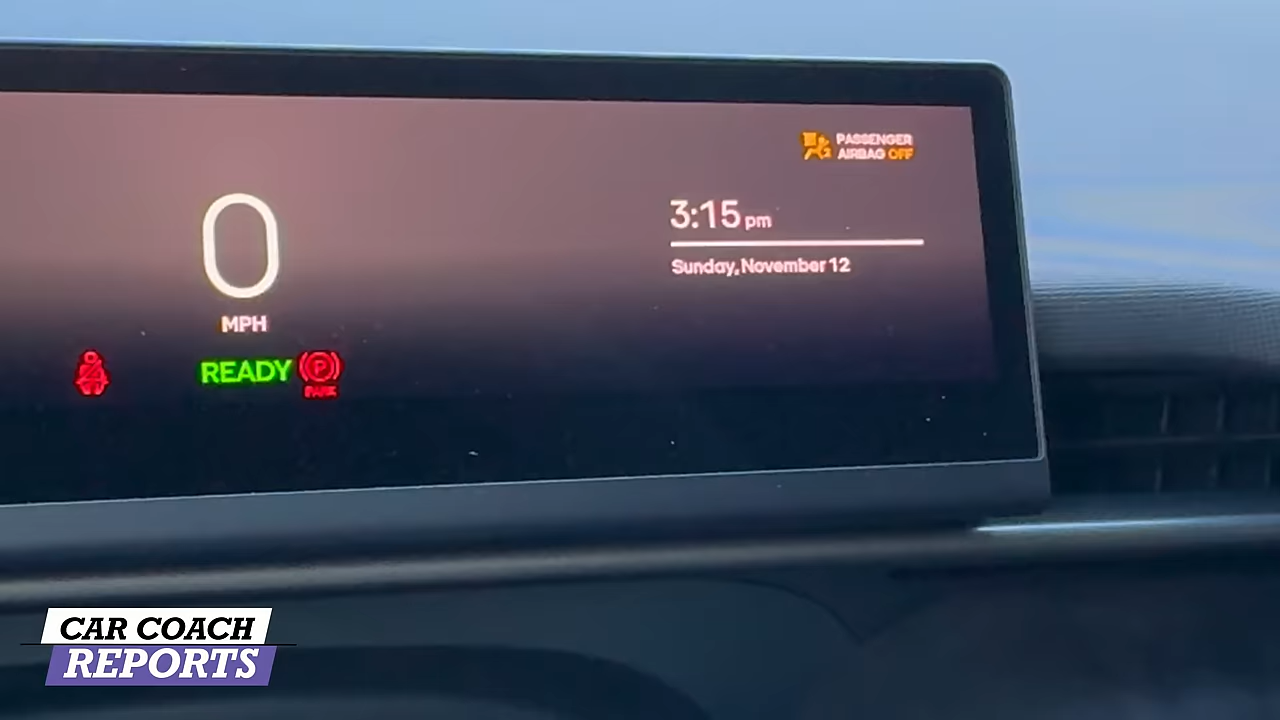 PASSENGER
AIRBAG OFF
3:15 pm
Sunday, November 12
0
MPH
READY
P
PARK
CAR COACH
REPORTS